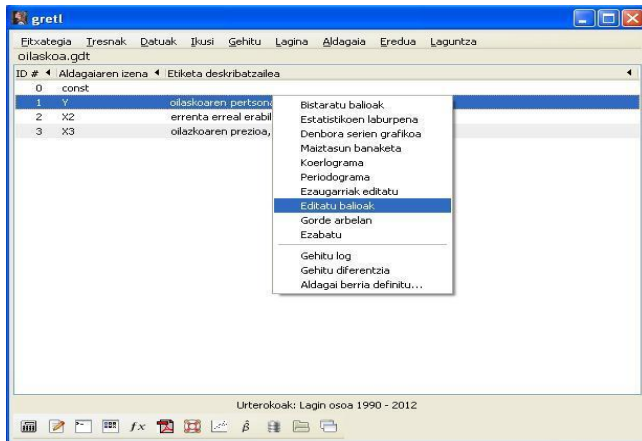 gretl
Eitxategia Iresnak Datuak Ikusi Gehitu Lagina Aldagaia Eredua Laguntza
oilaskoa.gdt
ID # Aldagaiaren izena Etiketa deskribatzailea
0 const
1 Y oilaskoaren pertsona
2 X2 errenta erreal erabil
3 X3 oilazkoaren prezioa,
Bistaratu balioak
Estatistikoen laburpena
Denbora serien grafikoa
Maiztasun banaketa
Koerlograma
Periodograma
Ezaugarriak editatu
Editatu balioak
Gorde arbelan
Ezabatu
Gehitu log
Gehitu diferentzia
Aldagai berria definitu...
Urterokoak: Lagin osoa 1990 - 2012
fx β̂